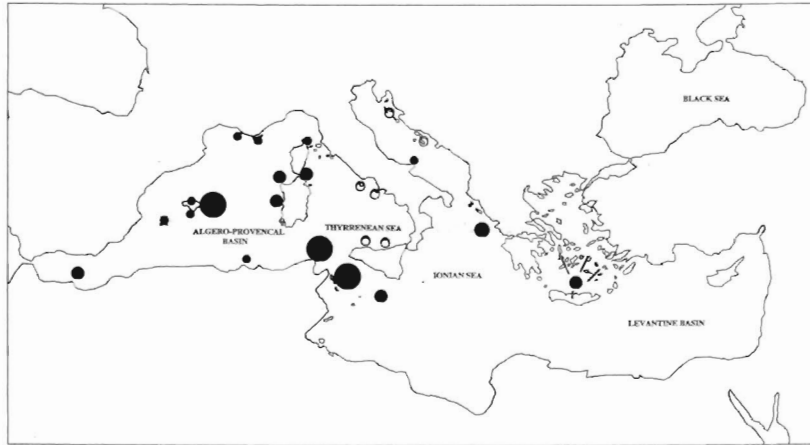 BLACK SEA
ALGERO-PROVENCAL
BASIN
THYRRENEAN SEA
IONIAN SEA
LEVANTINE BASIN